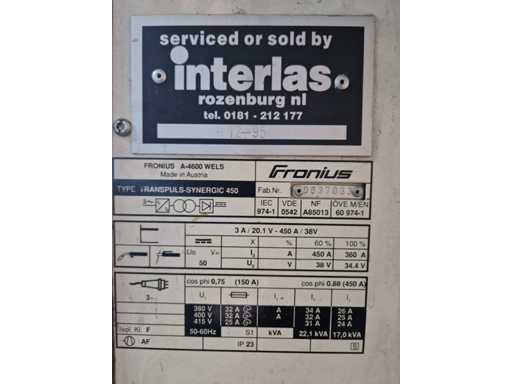 serviced or sold by
interlas
rozenburg nl
tel. 0181 - 212 177
12-95
FRONIUS A-4600 WELS
Made in Austria
Fronius
TYPE TRANSPULS-SYNERGIC 450
Fab.Nr.
IEC VDE NF ÖVE M/EN
974-1 0542 A85013 60 974-1
3 A / 20.1 V - 450 A / 38V
X % 60 % 100 %
U₀ V= I₂ A 450 A 360 A
50 U₂ V 38 V 34.4 V
cos phi 0,75 (150 A) cos phi 0.88 (450 A)
3~ U₁
380 V 32 A A 34 A 26 A
400 V 32 A A 32 A 25 A
415 V 25 A 31 A 24 A
Isol. Kl. F 50-60Hz S1 kVA 22,1 kVA 17,0 kVA
AF IP 23 S